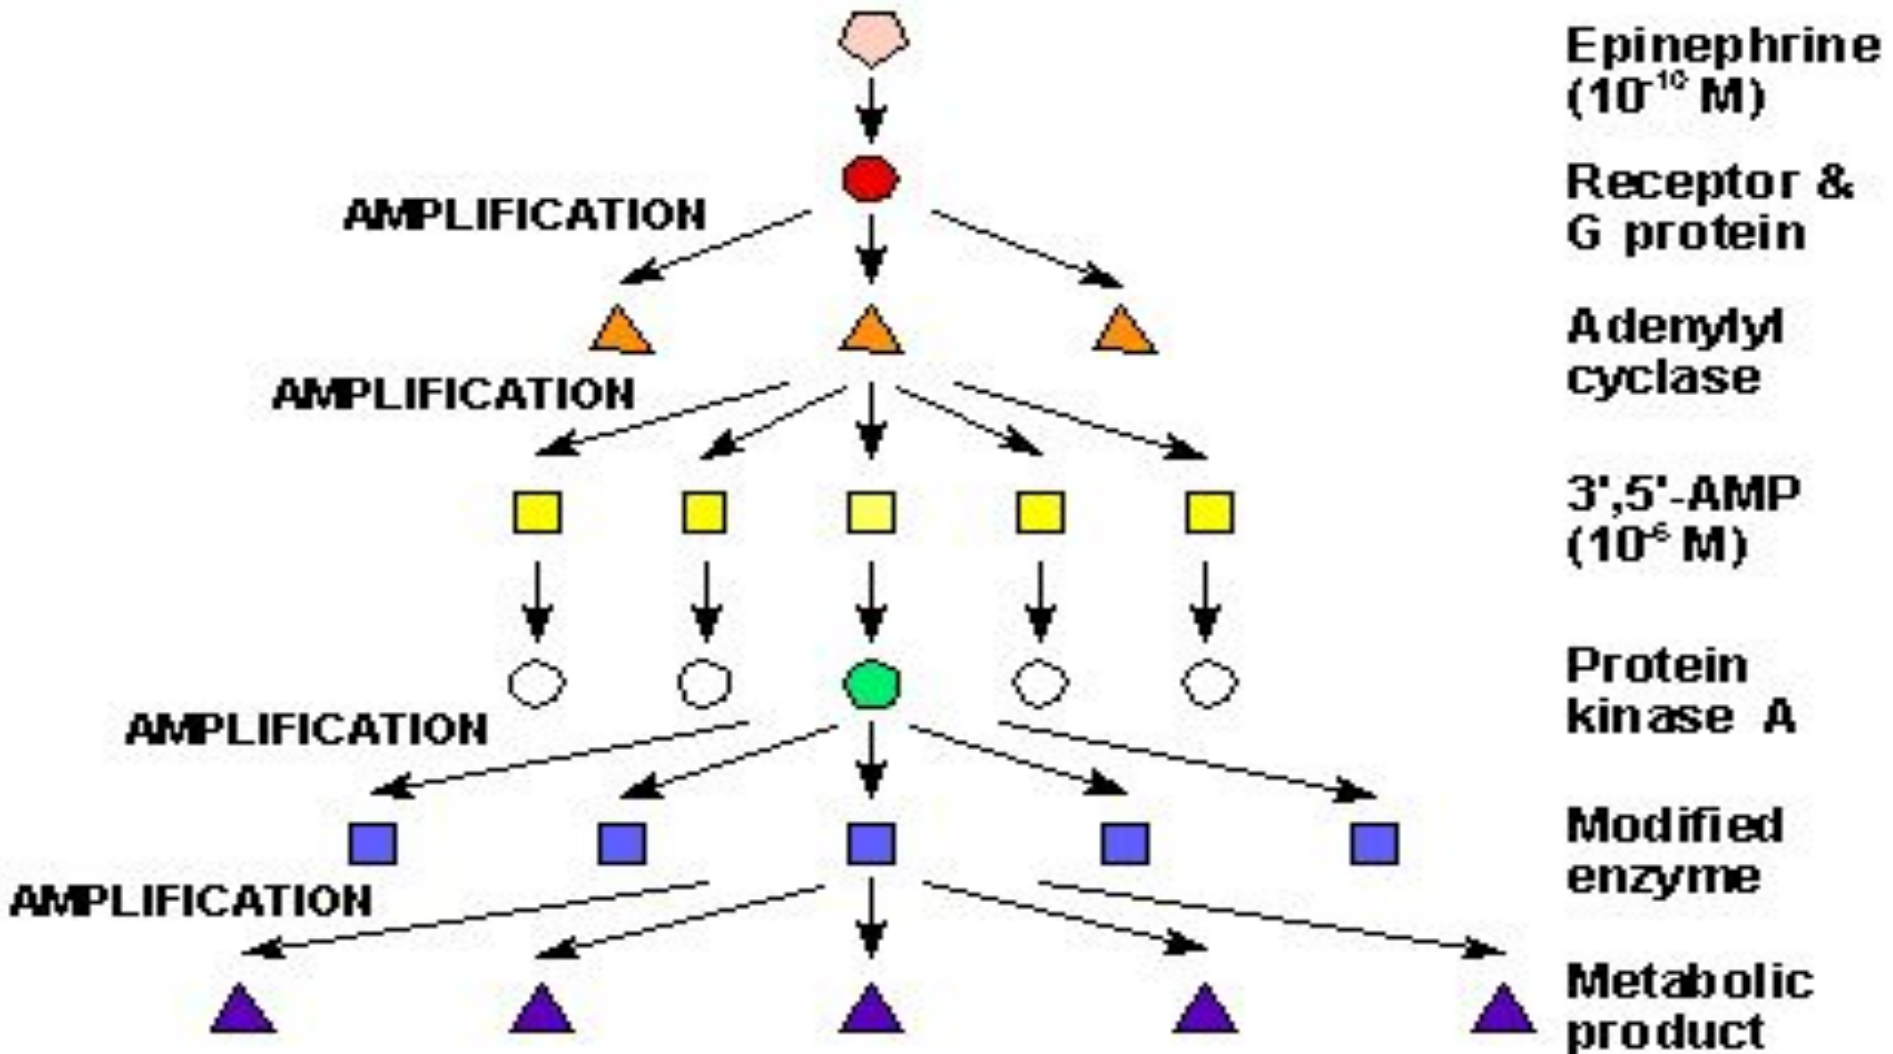 Epinephrine
(10⁻¹⁰ M)
Receptor &
G protein
AMPLIFICATION
Adenylyl
cyclase
AMPLIFICATION
3',5'-AMP
(10⁻⁶ M)
Protein
kinase A
AMPLIFICATION
Modified
enzyme
AMPLIFICATION
Metabolic
product